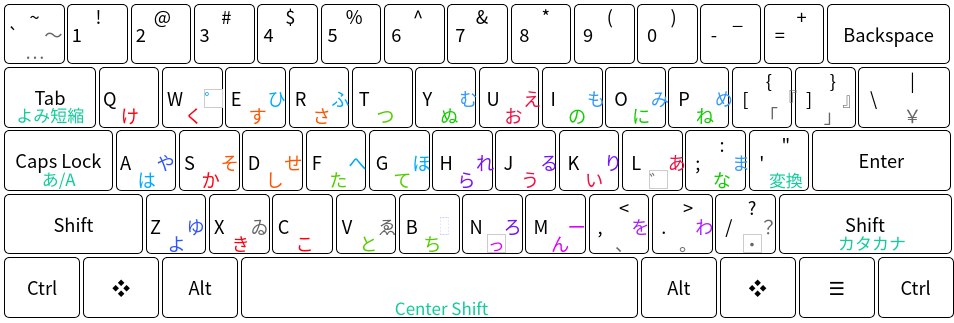 ~ ` 〜 … ! 1 @ 2 # 3 $ 4 % 5 ^ 6 & 7 * 8 ( 9 ) 0 _ - + = Backspace
Tab よみ短縮 Q け W ゜ く E ひ す R ふ さ T つ Y む ぬ U え お I も の O み に P め ね { [ 『 「 } ] 』 」 | \ ¥
Caps Lock あ/A A や は S そ か D せ し F へ た G ほ て H れ ら J る う K り い L あ ゛ : ; ま な " ' 変換 Enter
Shift Z ゆ よ X ゐ き C こ V ゑ と B ち N ろ っ M ー ん < , を 、 > . わ 。 ? / ? ・ Shift カタカナ
Ctrl ❖ Alt Center Shift Alt ❖ ☰ Ctrl